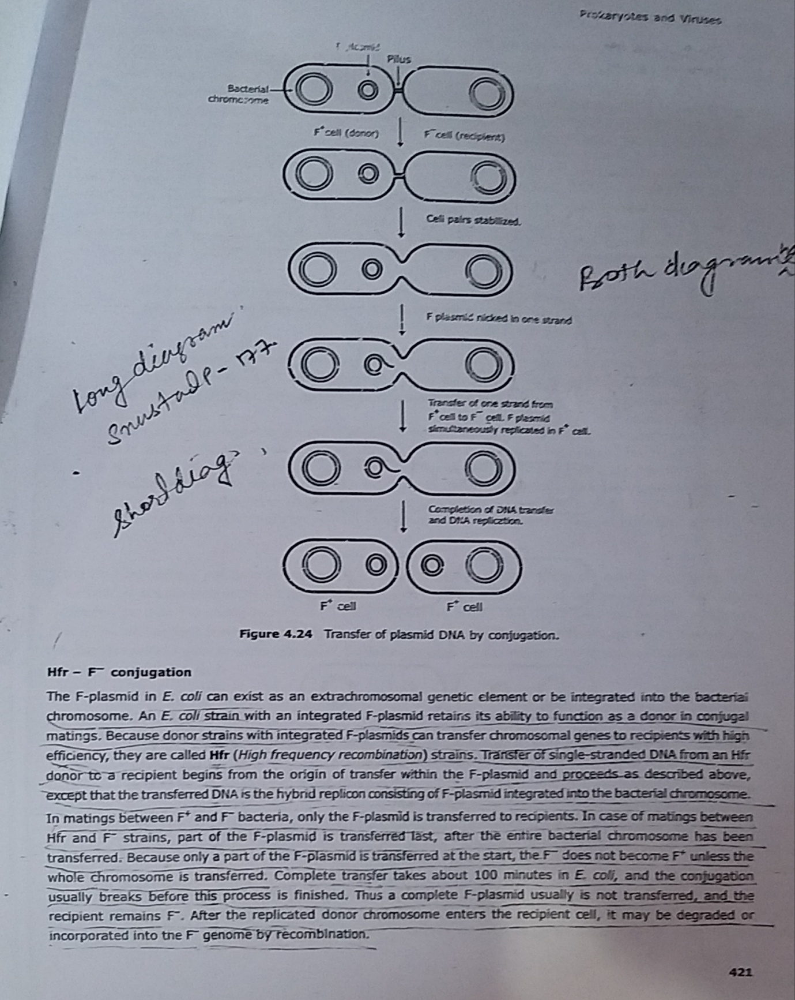 Prokaryotes and Viruses
Pilus
Bacterial
chromosome
F⁺ cell (donor)
F⁻ cell (recipient)
Cell pairs stabilized.
Both diagrams
F plasmid nicked in one strand
Long diagram
177
Transfer of one strand from
F⁺ cell to F⁻ cell. F plasmid
simultaneously replicated in F⁺ cell.
Short diag
Completion of DNA transfer
and DNA replication.
F⁺ cell
F⁺ cell
Figure 4.24 Transfer of plasmid DNA by conjugation.
Hfr – F⁻ conjugation
The F-plasmid in E. coli can exist as an extrachromosomal genetic element or be integrated into the bacterial
chromosome. An E. coli strain with an integrated F-plasmid retains its ability to function as a donor in conjugal
matings. Because donor strains with integrated F-plasmids can transfer chromosomal genes to recipients with high
efficiency, they are called Hfr (High frequency recombination) strains. Transfer of single-stranded DNA from an Hfr
donor to a recipient begins from the origin of transfer within the F-plasmid and proceeds as described above,
except that the transferred DNA is the hybrid replicon consisting of F-plasmid integrated into the bacterial chromosome.
In matings between F⁺ and F⁻ bacteria, only the F-plasmid is transferred to recipients. In case of matings between
Hfr and F⁻ strains, part of the F-plasmid is transferred last, after the entire bacterial chromosome has been
transferred. Because only a part of the F-plasmid is transferred at the start, the F⁻ does not become F⁺ unless the
whole chromosome is transferred. Complete transfer takes about 100 minutes in E. coli, and the conjugation
usually breaks before this process is finished. Thus a complete F-plasmid usually is not transferred, and the
recipient remains F⁻. After the replicated donor chromosome enters the recipient cell, it may be degraded or
incorporated into the F⁻ genome by recombination.
421